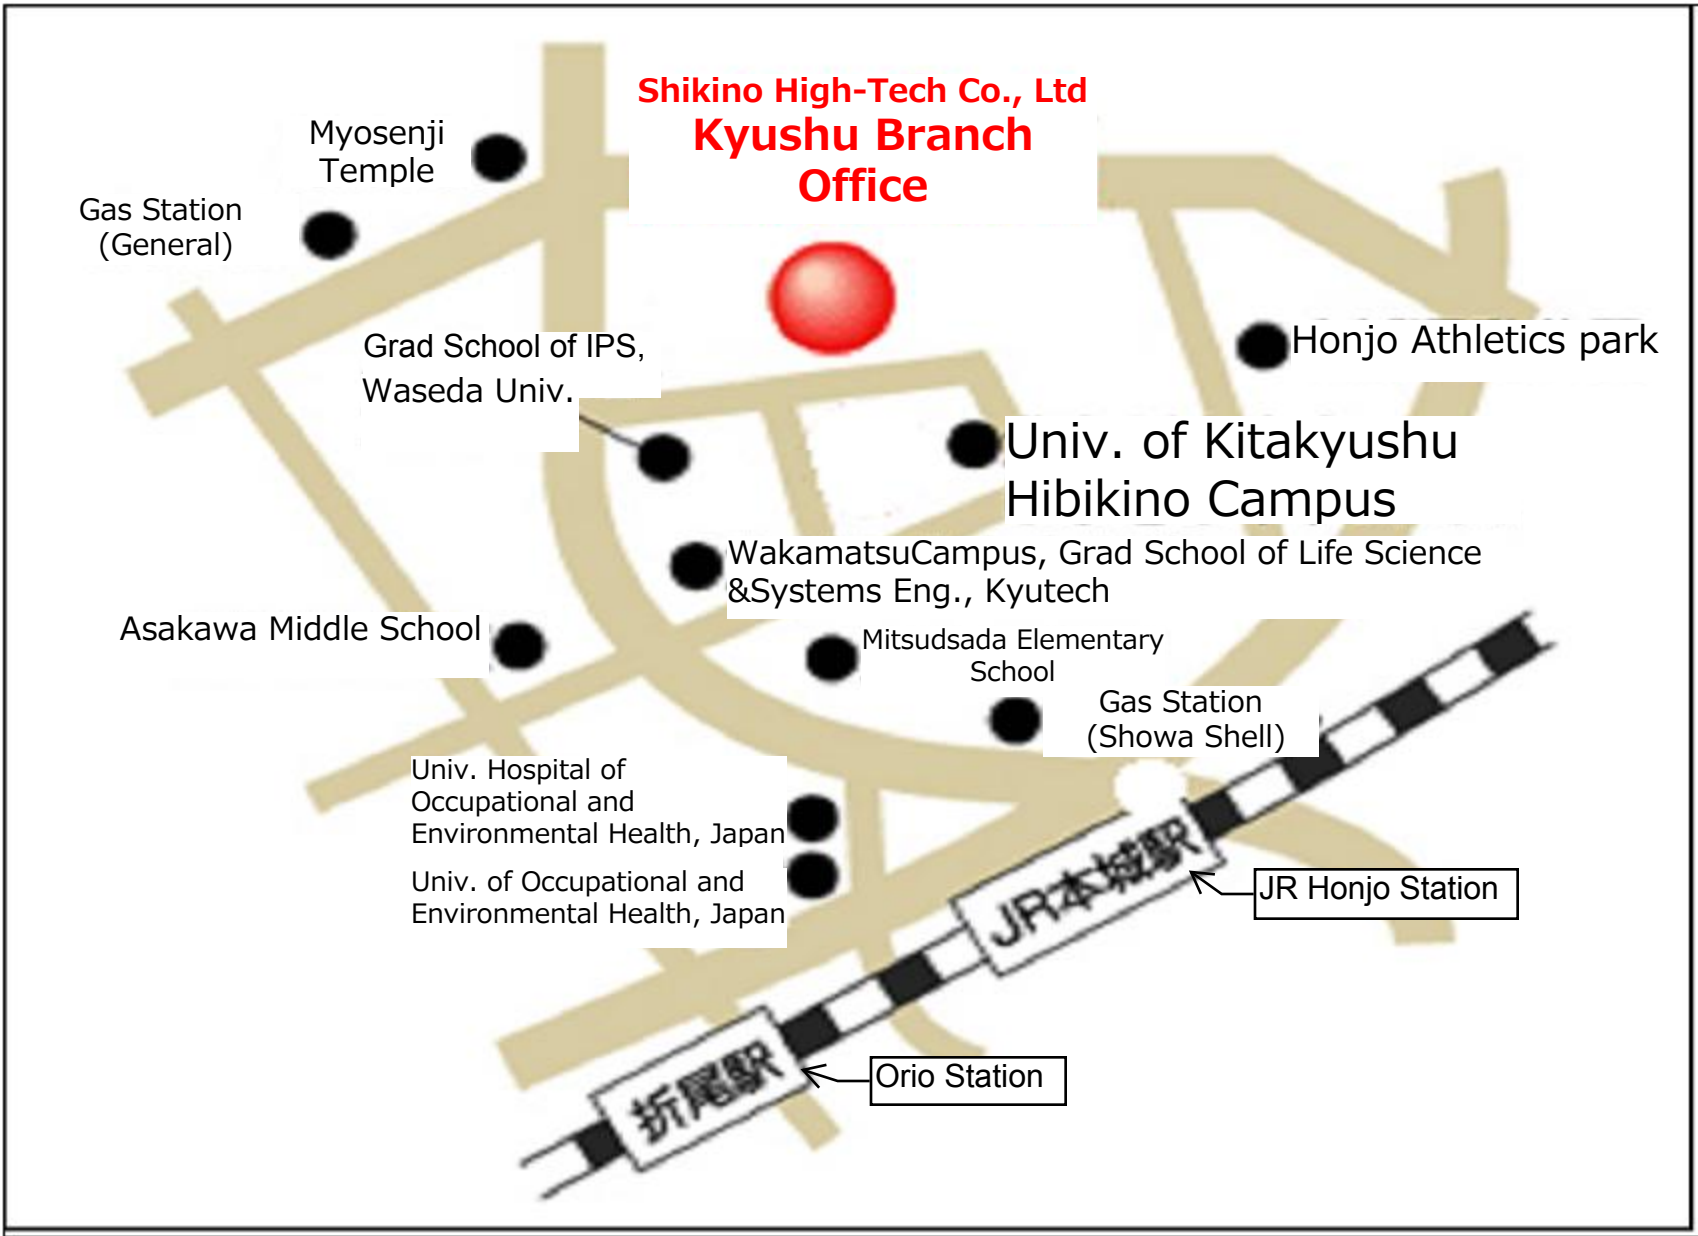 Shikino High-Tech Co., Ltd
Kyushu Branch
Office
Myosenji
Temple
Gas Station
(General)
Grad School of IPS,
Waseda Univ.
Honjo Athletics park
Univ. of Kitakyushu
Hibikino Campus
WakamatsuCampus, Grad School of Life Science
&Systems Eng., Kyutech
Asakawa Middle School
Mitsudsada Elementary
School
Gas Station
(Showa Shell)
Univ. Hospital of
Occupational and
Environmental Health, Japan
Univ. of Occupational and
Environmental Health, Japan
JR本城駅
JR Honjo Station
折尾駅
Orio Station